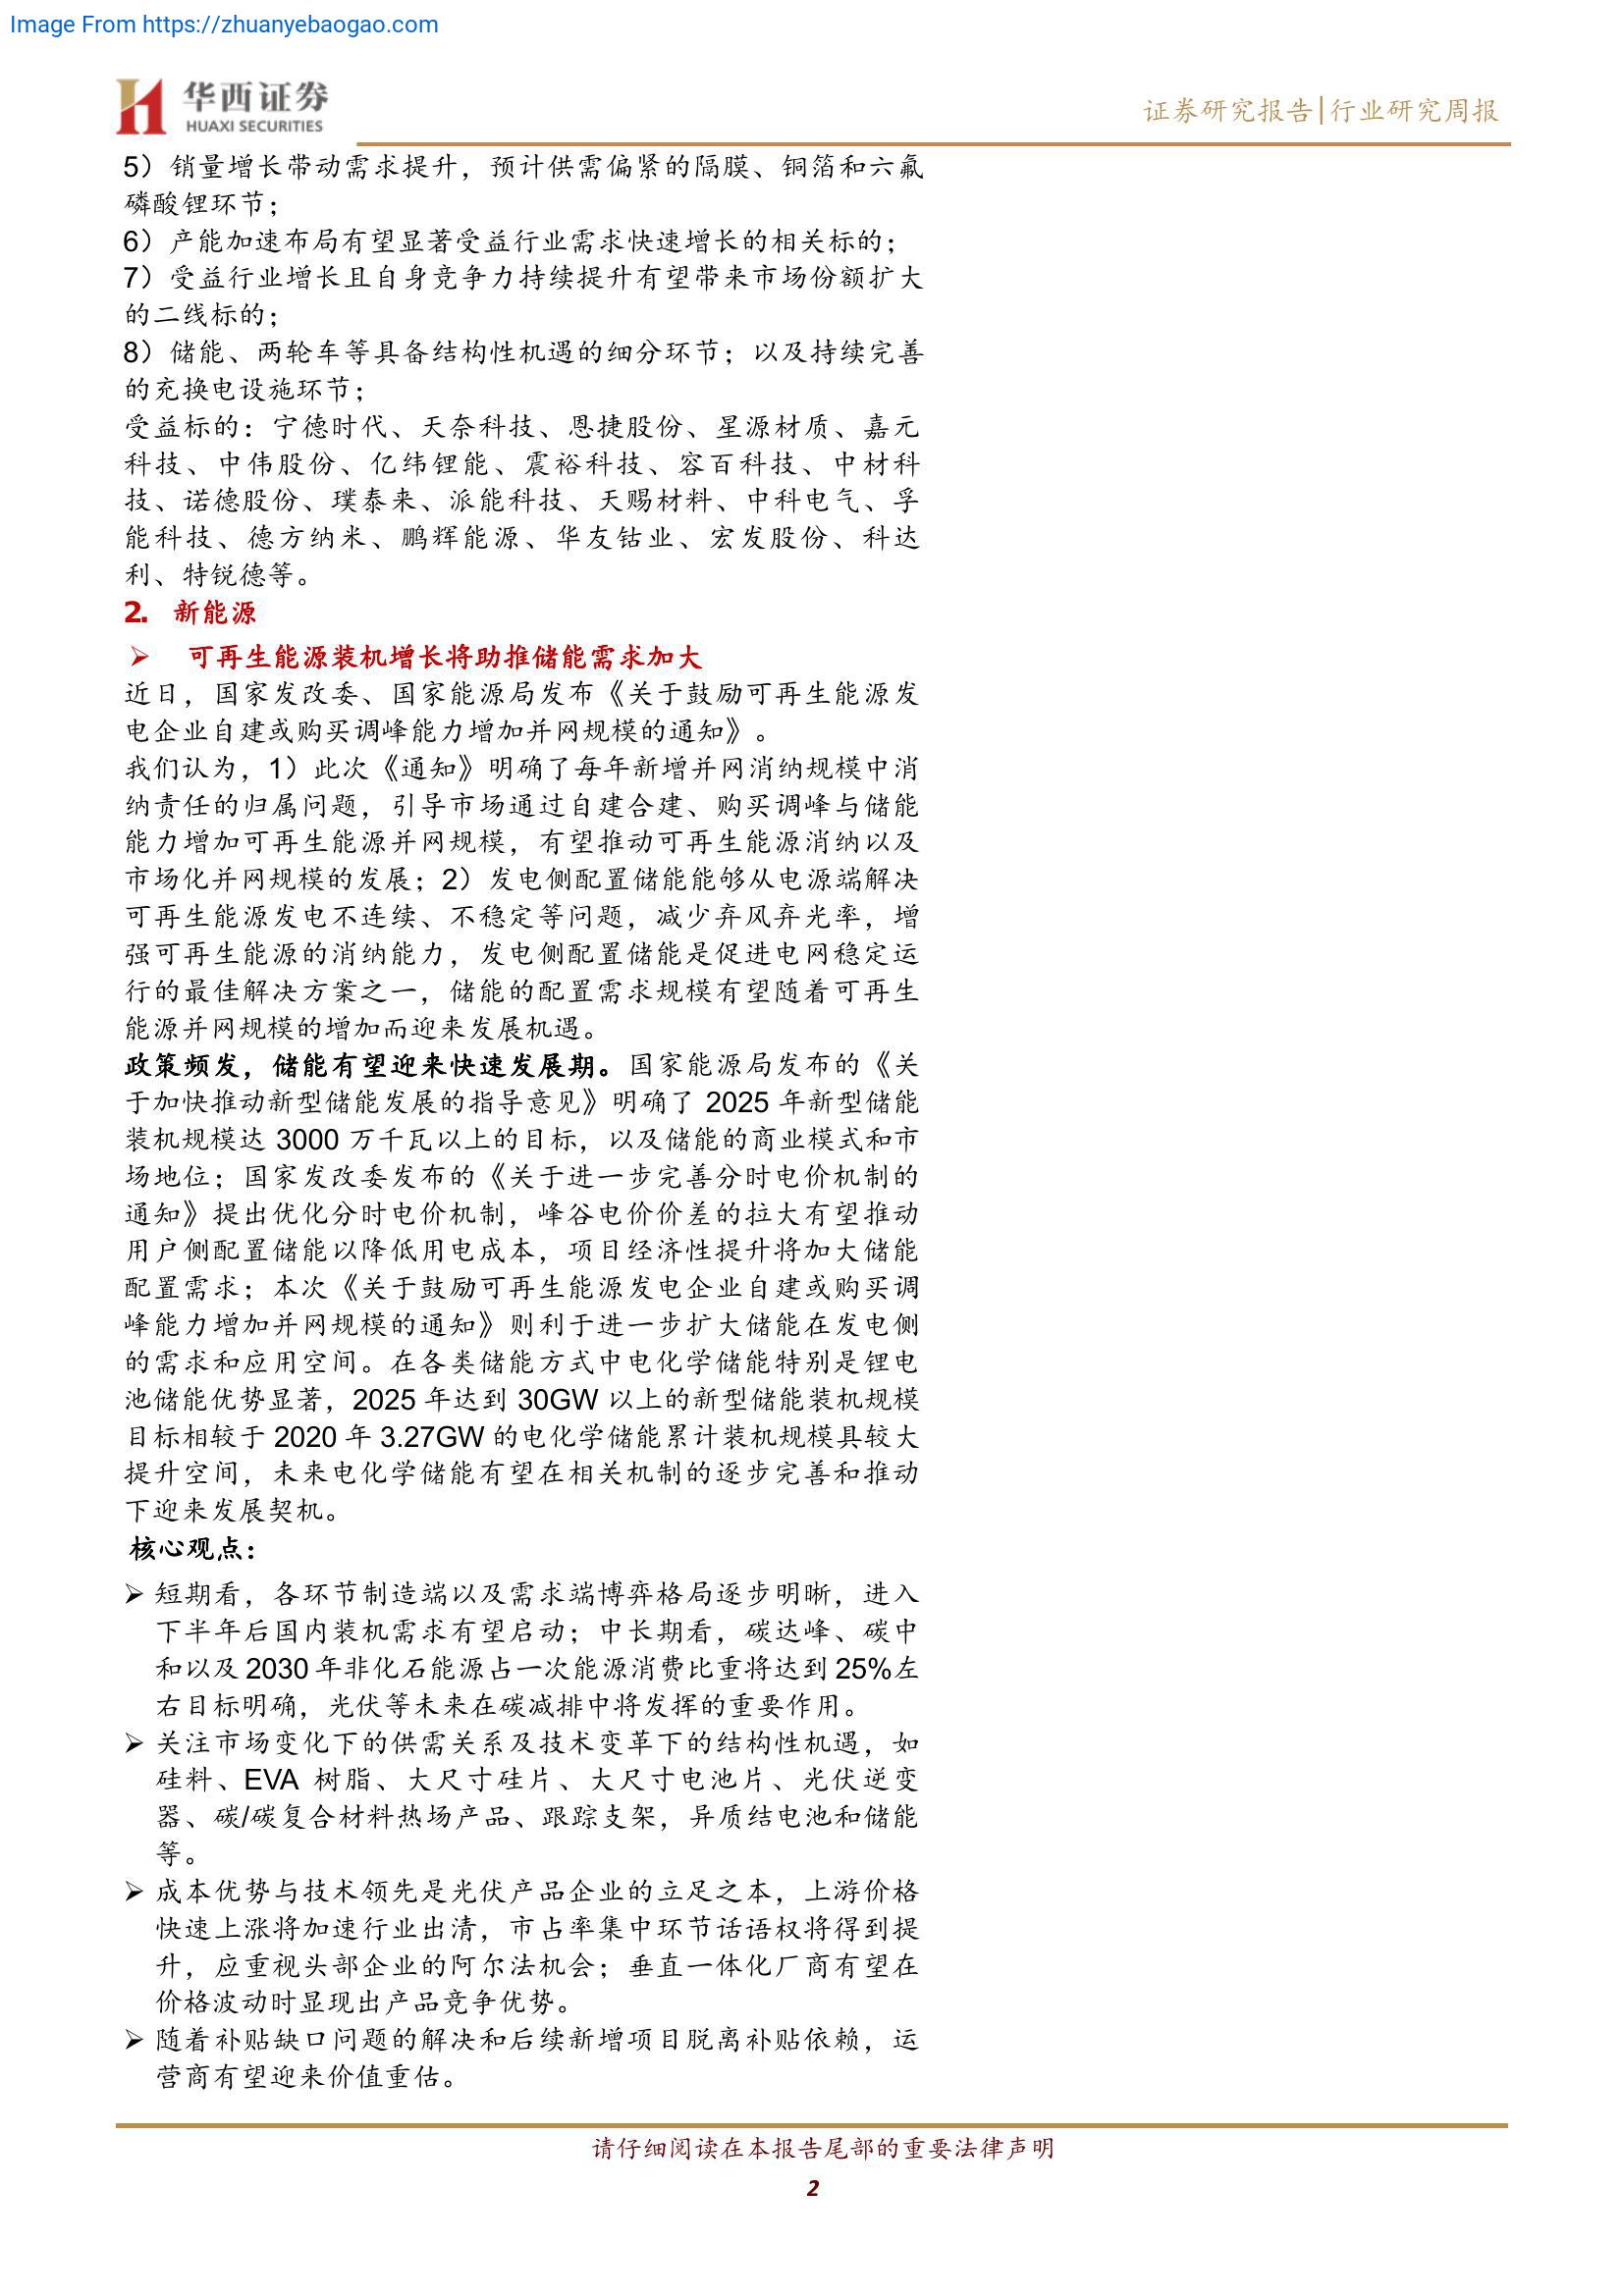 Image From https://zhuanyebaogao.com
华西证券
HUAXI SECURITIES
证券研究报告|行业研究周报
5）销量增长带动需求提升，预计供需偏紧的隔膜、铜箔和六氟
磷酸锂环节；
6）产能加速布局有望显著受益行业需求快速增长的相关标的；
7）受益行业增长且自身竞争力持续提升有望带来市场份额扩大
的二线标的；
8）储能、两轮车等具备结构性机遇的细分环节；以及持续完善
的充换电设施环节；
受益标的：宁德时代、天奈科技、恩捷股份、星源材质、嘉元
科技、中伟股份、亿纬锂能、震裕科技、容百科技、中材科
技、诺德股份、璞泰来、派能科技、天赐材料、中科电气、孚
能科技、德方纳米、鹏辉能源、华友钴业、宏发股份、科达
利、特锐德等。
2. 新能源
➢ 可再生能源装机增长将助推储能需求加大
近日，国家发改委、国家能源局发布《关于鼓励可再生能源发
电企业自建或购买调峰能力增加并网规模的通知》。
我们认为，1）此次《通知》明确了每年新增并网消纳规模中消
纳责任的归属问题，引导市场通过自建合建、购买调峰与储能
能力增加可再生能源并网规模，有望推动可再生能源消纳以及
市场化并网规模的发展；2）发电侧配置储能能够从电源端解决
可再生能源发电不连续、不稳定等问题，减少弃风弃光率，增
强可再生能源的消纳能力，发电侧配置储能是促进电网稳定运
行的最佳解决方案之一，储能的配置需求规模有望随着可再生
能源并网规模的增加而迎来发展机遇。
政策频发，储能有望迎来快速发展期。国家能源局发布的《关
于加快推动新型储能发展的指导意见》明确了 2025 年新型储能
装机规模达 3000 万千瓦以上的目标，以及储能的商业模式和市
场地位；国家发改委发布的《关于进一步完善分时电价机制的
通知》提出优化分时电价机制，峰谷电价价差的拉大有望推动
用户侧配置储能以降低用电成本，项目经济性提升将加大储能
配置需求；本次《关于鼓励可再生能源发电企业自建或购买调
峰能力增加并网规模的通知》则利于进一步扩大储能在发电侧
的需求和应用空间。在各类储能方式中电化学储能特别是锂电
池储能优势显著，2025 年达到 30GW 以上的新型储能装机规模
目标相较于 2020 年 3.27GW 的电化学储能累计装机规模具较大
提升空间，未来电化学储能有望在相关机制的逐步完善和推动
下迎来发展契机。
核心观点：
➢ 短期看，各环节制造端以及需求端博弈格局逐步明晰，进入
下半年后国内装机需求有望启动；中长期看，碳达峰、碳中
和以及 2030 年非化石能源占一次能源消费比重将达到 25%左
右目标明确，光伏等未来在碳减排中将发挥的重要作用。
➢ 关注市场变化下的供需关系及技术变革下的结构性机遇，如
硅料、EVA 树脂、大尺寸硅片、大尺寸电池片、光伏逆变
器、碳/碳复合材料热场产品、跟踪支架，异质结电池和储能
等。
➢ 成本优势与技术领先是光伏产品企业的立足之本，上游价格
快速上涨将加速行业出清，市占率集中环节话语权将得到提
升，应重视头部企业的阿尔法机会；垂直一体化厂商有望在
价格波动时显现出产品竞争优势。
➢ 随着补贴缺口问题的解决和后续新增项目脱离补贴依赖，运
营商有望迎来价值重估。
请仔细阅读在本报告尾部的重要法律声明
2